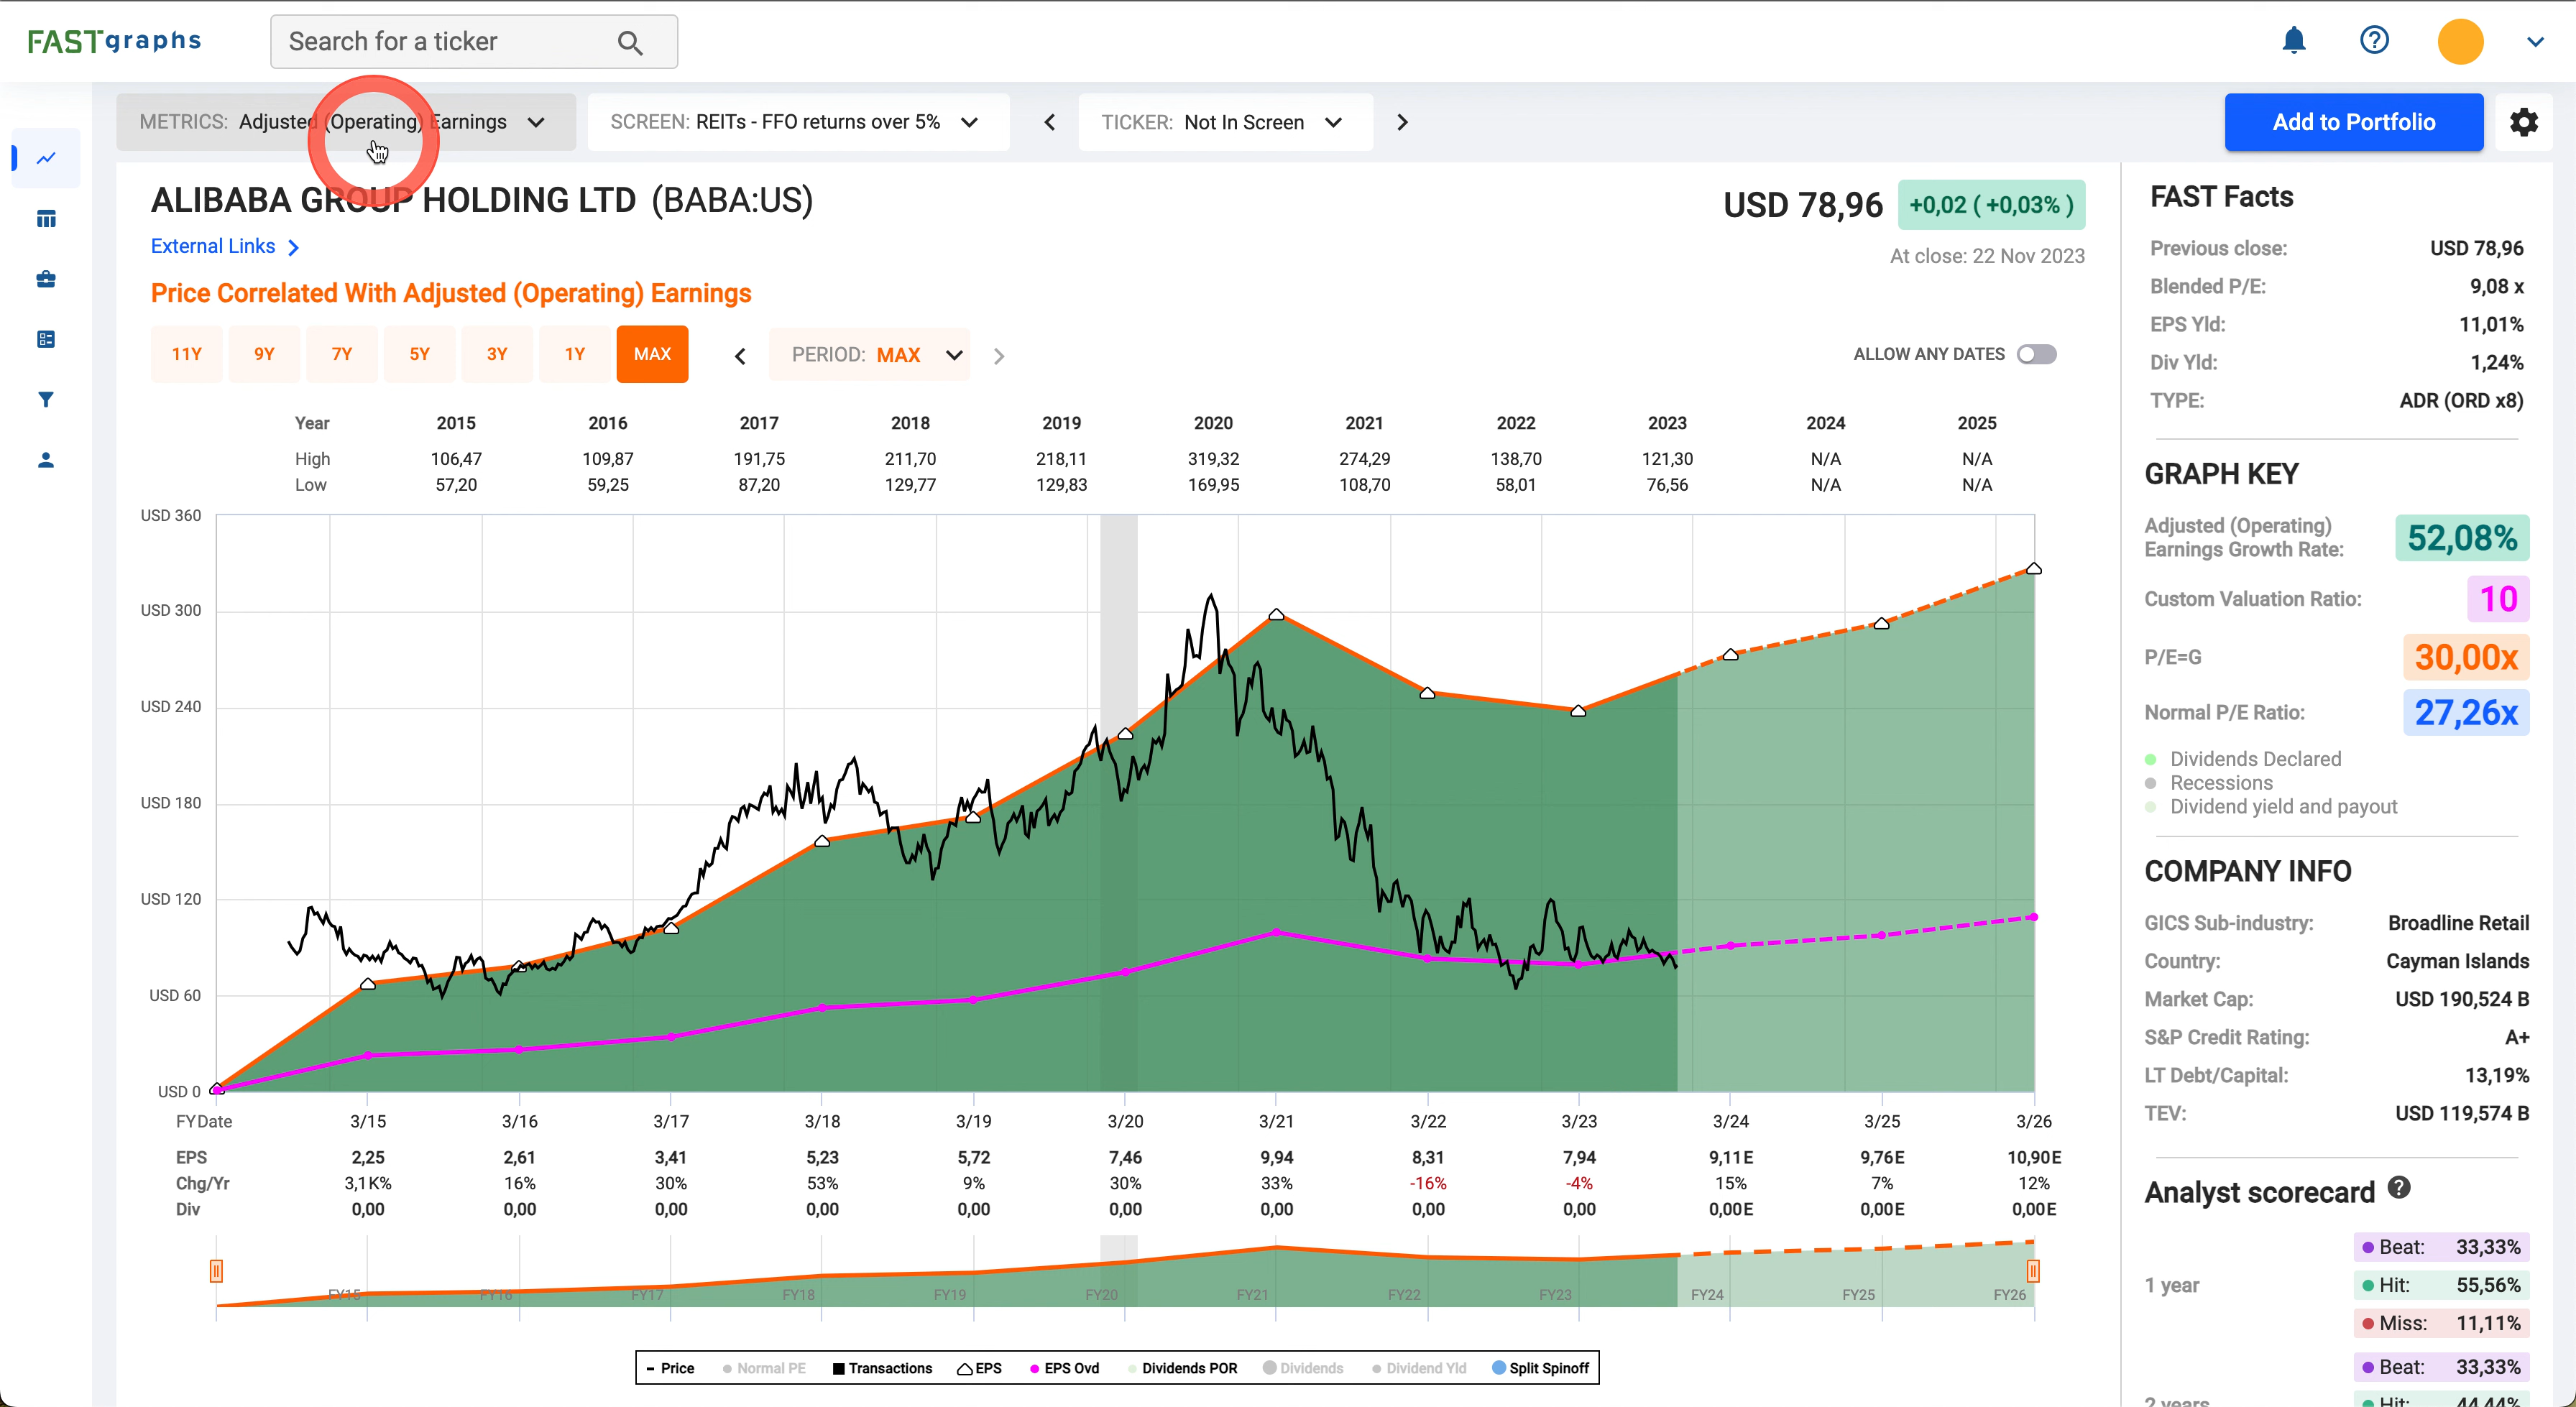 FASTgraphs
Search for a ticker
METRICS: Adjusted (Operating) Earnings
SCREEN: REITs - FFO returns over 5%
TICKER: Not In Screen
Add to Portfolio
ALIBABA GROUP HOLDING LTD (BABA:US)
USD 78,96 +0,02 ( +0,03% )
External Links
At close: 22 Nov 2023
Price Correlated With Adjusted (Operating) Earnings
11Y 9Y 7Y 5Y 3Y 1Y MAX PERIOD: MAX ALLOW ANY DATES
Year 2015 2016 2017 2018 2019 2020 2021 2022 2023 2024 2025
High 106,47 109,87 191,75 211,70 218,11 319,32 274,29 138,70 121,30 N/A N/A
Low 57,20 59,25 87,20 129,77 129,83 169,95 108,70 58,01 76,56 N/A N/A
USD 360
USD 300
USD 240
USD 180
USD 120
USD 60
USD 0
FYDate 3/15 3/16 3/17 3/18 3/19 3/20 3/21 3/22 3/23 3/24 3/25 3/26
EPS 2,25 2,61 3,41 5,23 5,72 7,46 9,94 8,31 7,94 9,11E 9,76E 10,90E
Chg/Yr 3,1K% 16% 30% 53% 9% 30% 33% -16% -4% 15% 7% 12%
Div 0,00 0,00 0,00 0,00 0,00 0,00 0,00 0,00 0,00 0,00E 0,00E 0,00E
FY15 FY16 FY17 FY18 FY19 FY20 FY21 FY22 FY23 FY24 FY25 FY26
Price Normal PE Transactions EPS EPS Ovd Dividends POR Dividends Dividend Yld Split Spinoff
FAST Facts
Previous close: USD 78,96
Blended P/E: 9,08 x
EPS Yld: 11,01%
Div Yld: 1,24%
TYPE: ADR (ORD x8)
GRAPH KEY
Adjusted (Operating)
Earnings Growth Rate: 52,08%
Custom Valuation Ratio: 10
P/E=G 30,00x
Normal P/E Ratio: 27,26x
Dividends Declared
Recessions
Dividend yield and payout
COMPANY INFO
GICS Sub-industry: Broadline Retail
Country: Cayman Islands
Market Cap: USD 190,524 B
S&P Credit Rating: A+
LT Debt/Capital: 13,19%
TEV: USD 119,574 B
Analyst scorecard
Beat: 33,33%
1 year Hit: 55,56%
Miss: 11,11%
Beat: 33,33%
2 years Hit: 44,44%